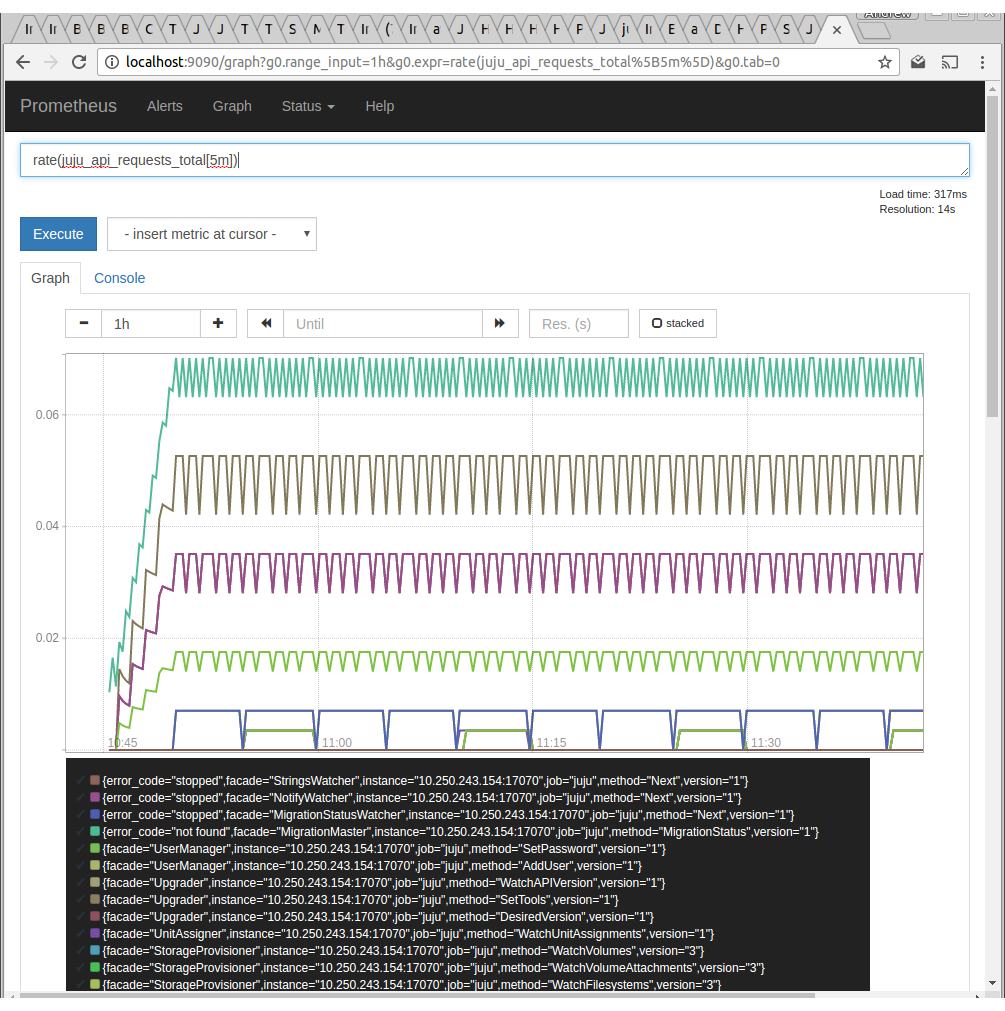 Ir Ir B B B C T J J T T S M T Ir Ir a J H H H H P J Ir E a D H P S J
localhost:9090/graph?g0.range_input=1h&g0.expr=rate(juju_api_requests_total%5B5m%5D)&g0.tab=0
Prometheus Alerts Graph Status Help
rate(juju_api_requests_total[5m])
Load time: 317ms
Resolution: 14s
Execute - insert metric at cursor -
Graph Console
1h Until Res. (s) stacked
0.06
0.04
0.02
10:45 11:00 11:15 11:30
{error_code="stopped",facade="StringsWatcher",instance="10.250.243.154:17070",job="juju",method="Next",version="1"}
{error_code="stopped",facade="NotifyWatcher",instance="10.250.243.154:17070",job="juju",method="Next",version="1"}
{error_code="stopped",facade="MigrationStatusWatcher",instance="10.250.243.154:17070",job="juju",method="Next",version="1"}
{error_code="not found",facade="MigrationMaster",instance="10.250.243.154:17070",job="juju",method="MigrationStatus",version="1"}
{facade="UserManager",instance="10.250.243.154:17070",job="juju",method="SetPassword",version="1"}
{facade="UserManager",instance="10.250.243.154:17070",job="juju",method="AddUser",version="1"}
{facade="Upgrader",instance="10.250.243.154:17070",job="juju",method="WatchAPIVersion",version="1"}
{facade="Upgrader",instance="10.250.243.154:17070",job="juju",method="SetTools",version="1"}
{facade="Upgrader",instance="10.250.243.154:17070",job="juju",method="DesiredVersion",version="1"}
{facade="UnitAssigner",instance="10.250.243.154:17070",job="juju",method="WatchUnitAssignments",version="1"}
{facade="StorageProvisioner",instance="10.250.243.154:17070",job="juju",method="WatchVolumes",version="3"}
{facade="StorageProvisioner",instance="10.250.243.154:17070",job="juju",method="WatchVolumeAttachments",version="3"}
{facade="StorageProvisioner",instance="10.250.243.154:17070",job="juju",method="WatchFilesystems",version="3"}